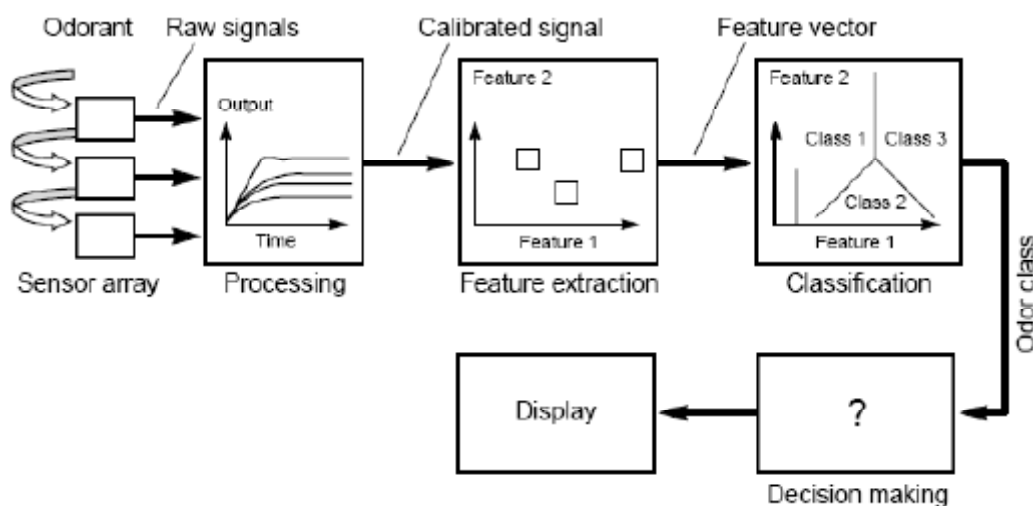 Odorant
Raw signals
Calibrated signal
Feature vector
Output
Time
Feature 2
Feature 1
Feature 2
Class 1
Class 3
Class 2
Feature 1
Sensor array
Processing
Feature extraction
Classification
Odor class
Display
?
Decision making